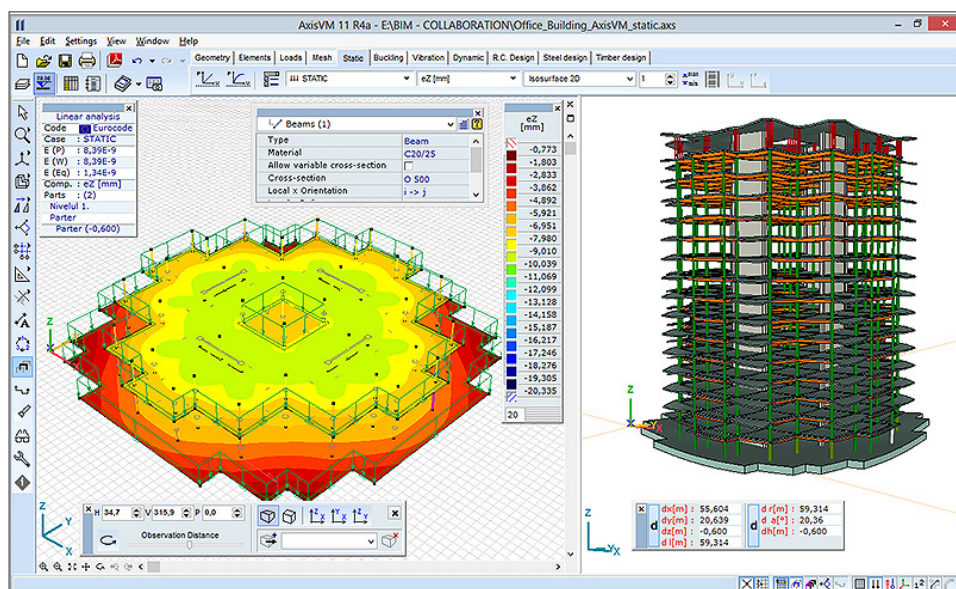 AxisVM 11 R4a - E:\BIM - COLLABORATION\Office_Building_AxisVM_static.axs
File Edit Settings View Window Help
Geometry Elements Loads Mesh Static Buckling Vibration Dynamic R.C. Design Steel design Timber design
STATIC eZ [mm] Isosurface 2D 1
Linear analysis
Code Eurocode
Case : STATIC
E (P) : 8,39E-9
E (W) : 8,39E-9
E (Eq) : 1,34E-9
Comp. : eZ [mm]
Parts (2)
Nivelul 1.
Parter
Parter (-0,600)
Beams (1)
Type Beam
Material C20/25
Allow variable cross-section
Cross-section O 500
Local x Orientation i -> j
eZ
[mm]
-0,773
-1,803
-2,833
-3,862
-4,892
-5,921
-6,951
-7,980
-9,010
-10,039
-11,069
-12,099
-13,128
-14,158
-15,187
-16,217
-17,246
-18,276
-19,305
-20,335
20
Z
Z
Y
X
H 34,7 V 315,9 P 0,0
Observation Distance
Z
Y
Z
YX
d
dx[m] : 55,604
dy[m] : 20,639
dz[m] : -0,600
d l[m] : 59,314
d
d r[m] : 59,314
d a[°] : 20,36
dh[m] : -0,600